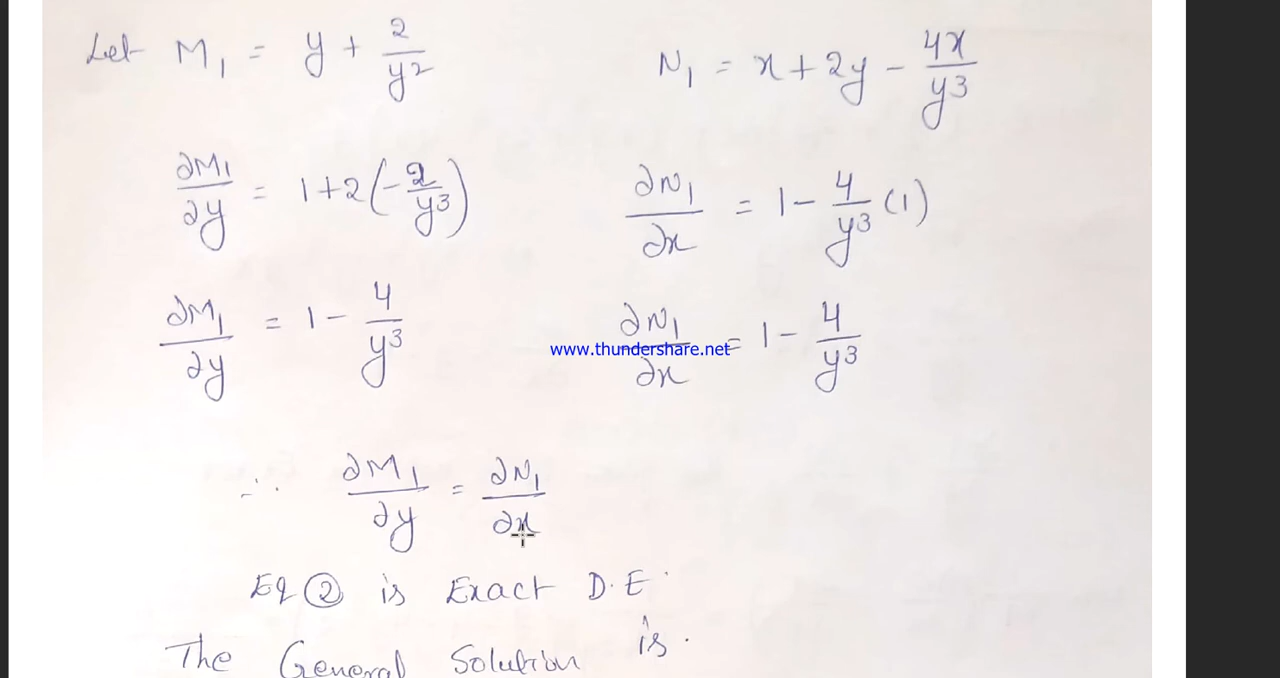 Let M₁ = y + 2/y² N₁ = x + 2y - 4x/y³
∂M₁/∂y = 1 + 2(-2/y³) ∂N₁/∂x = 1 - 4/y³ (1)
∂M₁/∂y = 1 - 4/y³ ∂N₁/∂x = 1 - 4/y³
www.thundershare.net
∴ ∂M₁/∂y = ∂N₁/∂x
Eq ② is Exact D.E.
The General Solution is.